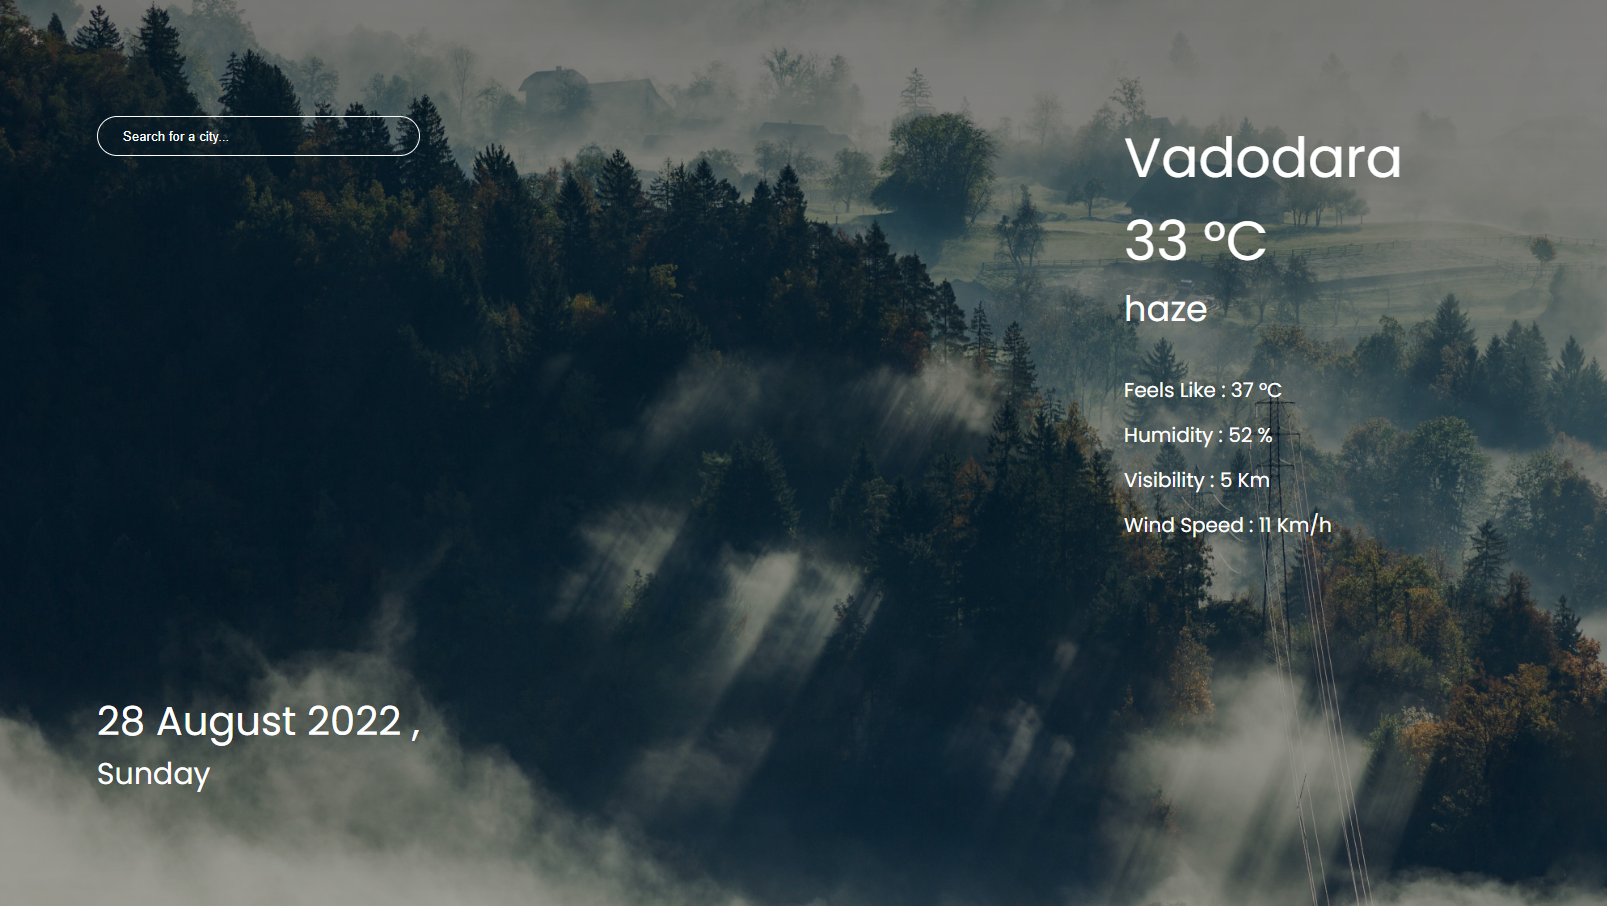 Search for a city...
Vadodara
33 °C
haze
Feels Like : 37 °C
Humidity : 52 %
Visibility : 5 Km
Wind Speed : 11 Km/h
28 August 2022 ,
Sunday